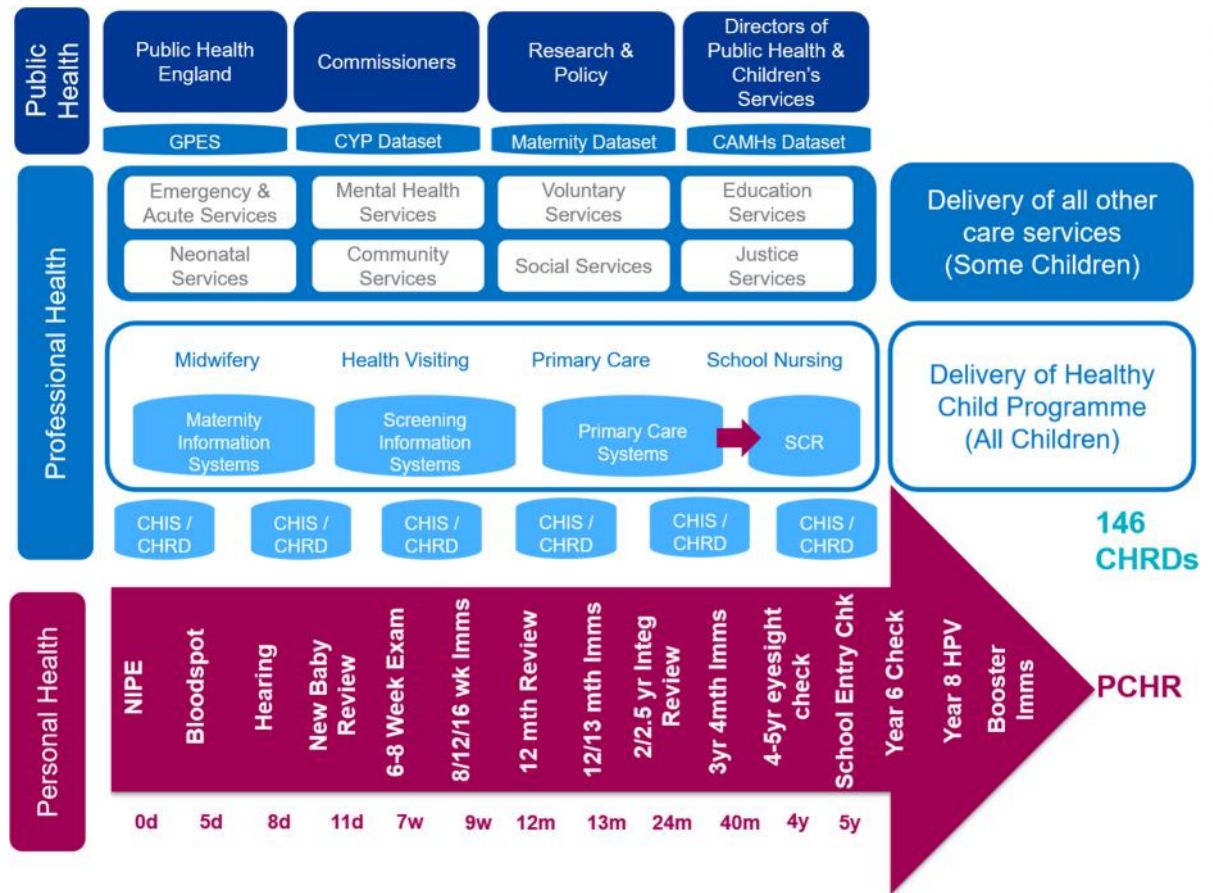 Public
Health
Public Health
England
Commissioners
Research &
Policy
Directors of
Public Health &
Children's
Services
GPES
CYP Dataset
Maternity Dataset
CAMHs Dataset
Professional Health
Emergency &
Acute Services
Mental Health
Services
Voluntary
Services
Education
Services
Neonatal
Services
Community
Services
Social Services
Justice
Services
Delivery of all other
care services
(Some Children)
Midwifery
Health Visiting
Primary Care
School Nursing
Maternity
Information
Systems
Screening
Information
Systems
Primary Care
Systems
SCR
Delivery of Healthy
Child Programme
(All Children)
CHIS /
CHRD
CHIS /
CHRD
CHIS /
CHRD
CHIS /
CHRD
CHIS /
CHRD
CHIS /
CHRD
146
CHRDs
Personal Health
NIPE
Bloodspot
Hearing
New Baby
Review
6-8 Week Exam
8/12/16 wk Imms
12 mth Review
12/13 mth Imms
2/2.5 yr Integ
Review
3yr 4mth Imms
4-5yr eyesight
check
School Entry Chk
Year 6 Check
Year 8 HPV
Booster
Imms
PCHR
0d
5d
8d
11d
7w
9w
12m
13m
24m
40m
4y
5y